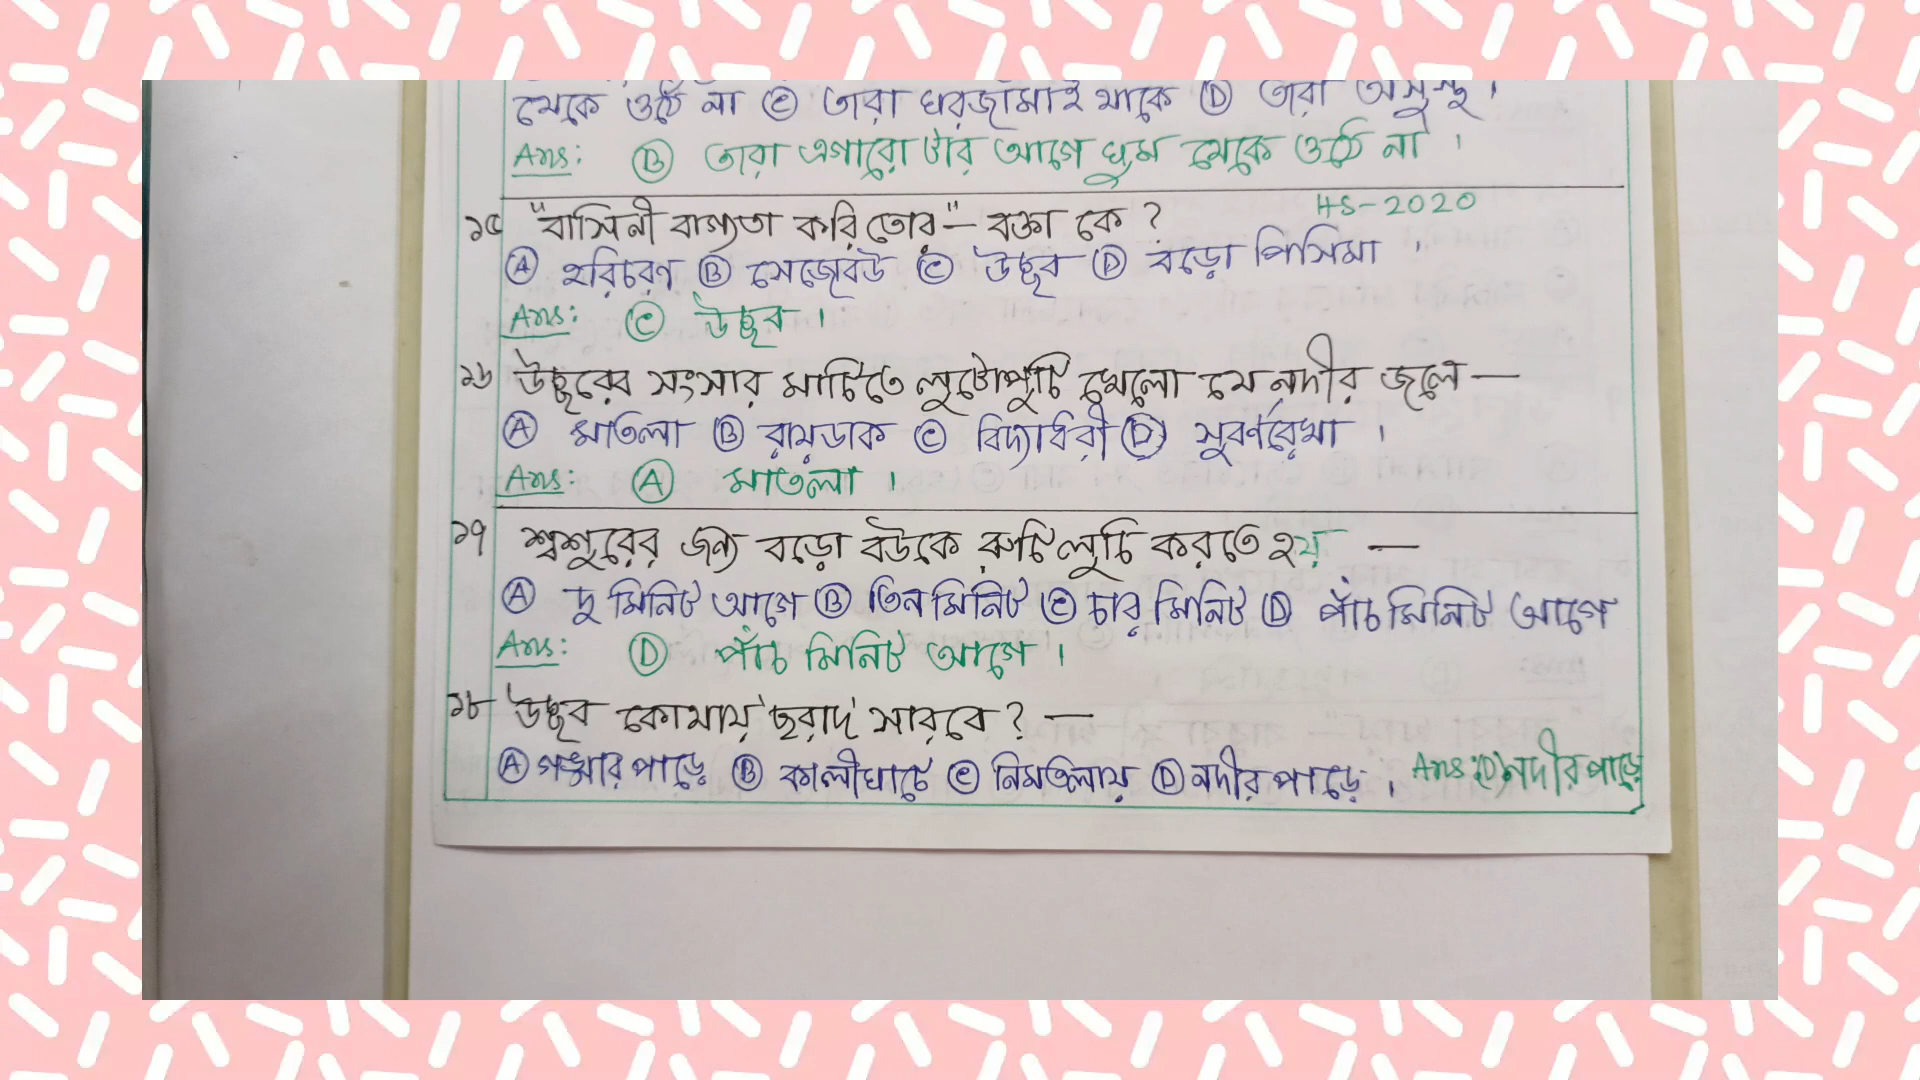 থেকে ওঠে না Ⓒ তারা ঘরজামাই থাকে Ⓓ তারা অসুস্থ।
Ans: Ⓑ তারা এগারোটার আগে ঘুম থেকে ওঠে না।
১৫ "বাসিনী বাগ্যতা করি তোর" – বক্তা কে? HS-2020
Ⓐ হরিচরণ Ⓑ সেজোবউ Ⓒ উচ্ছব Ⓓ বড়ো পিসিমা।
Ans: Ⓒ উচ্ছব।
১৬ উচ্ছবের সংসার মাটিতে লুটোপুটি খেলো যে নদীর জলে —
Ⓐ মাতলা Ⓑ রায়ডাক Ⓒ বিদ্যাধরী Ⓓ সুবর্ণরেখা।
Ans: Ⓐ মাতলা।
১৭ শ্বশুরের জন্য বড়ো বউকে রুটিলুচি করতে হয় —
Ⓐ দু মিনিট আগে Ⓑ তিন মিনিট Ⓒ চার মিনিট Ⓓ পাঁচ মিনিট আগে
Ans: Ⓓ পাঁচ মিনিট আগে।
১৮ উচ্ছব কোথায় 'ছরাদ' সারবে? —
Ⓐ গঙ্গার পাড়ে Ⓑ কালীঘাটে Ⓒ নিমতলায় Ⓓ নদীর পাড়ে। Ans: Ⓓ নদীর পাড়ে